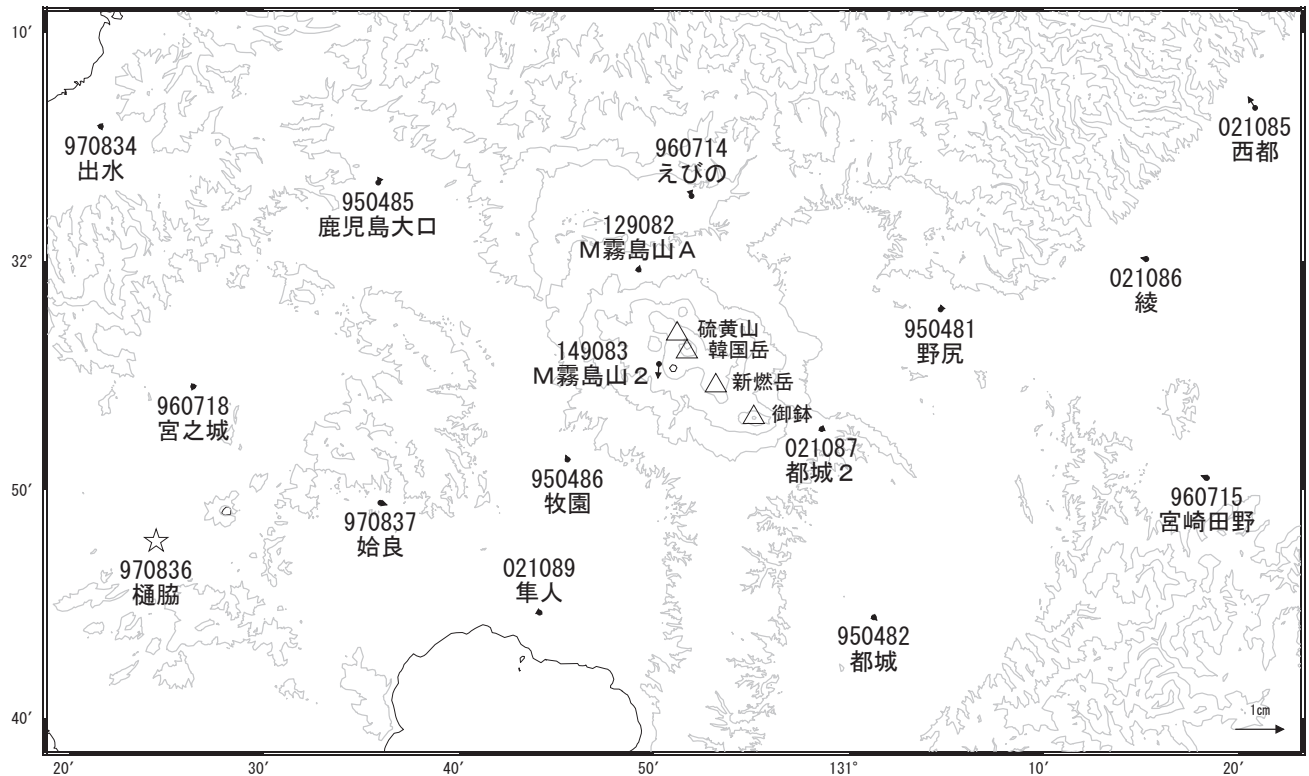 10′
021085
西都
970834
出水
960714
えびの
950485
鹿児島大口
129082
M霧島山A
32°
021086
綾
950481
野尻
硫黄山
韓国岳
149083
M霧島山2
新燃岳
960718
宮之城
御鉢
021087
都城2
950486
牧園
50′
960715
宮崎田野
970837
姶良
970836
樋脇
021089
隼人
950482
都城
40′
1cm
20′
30′
40′
50′
131°
10′
20′